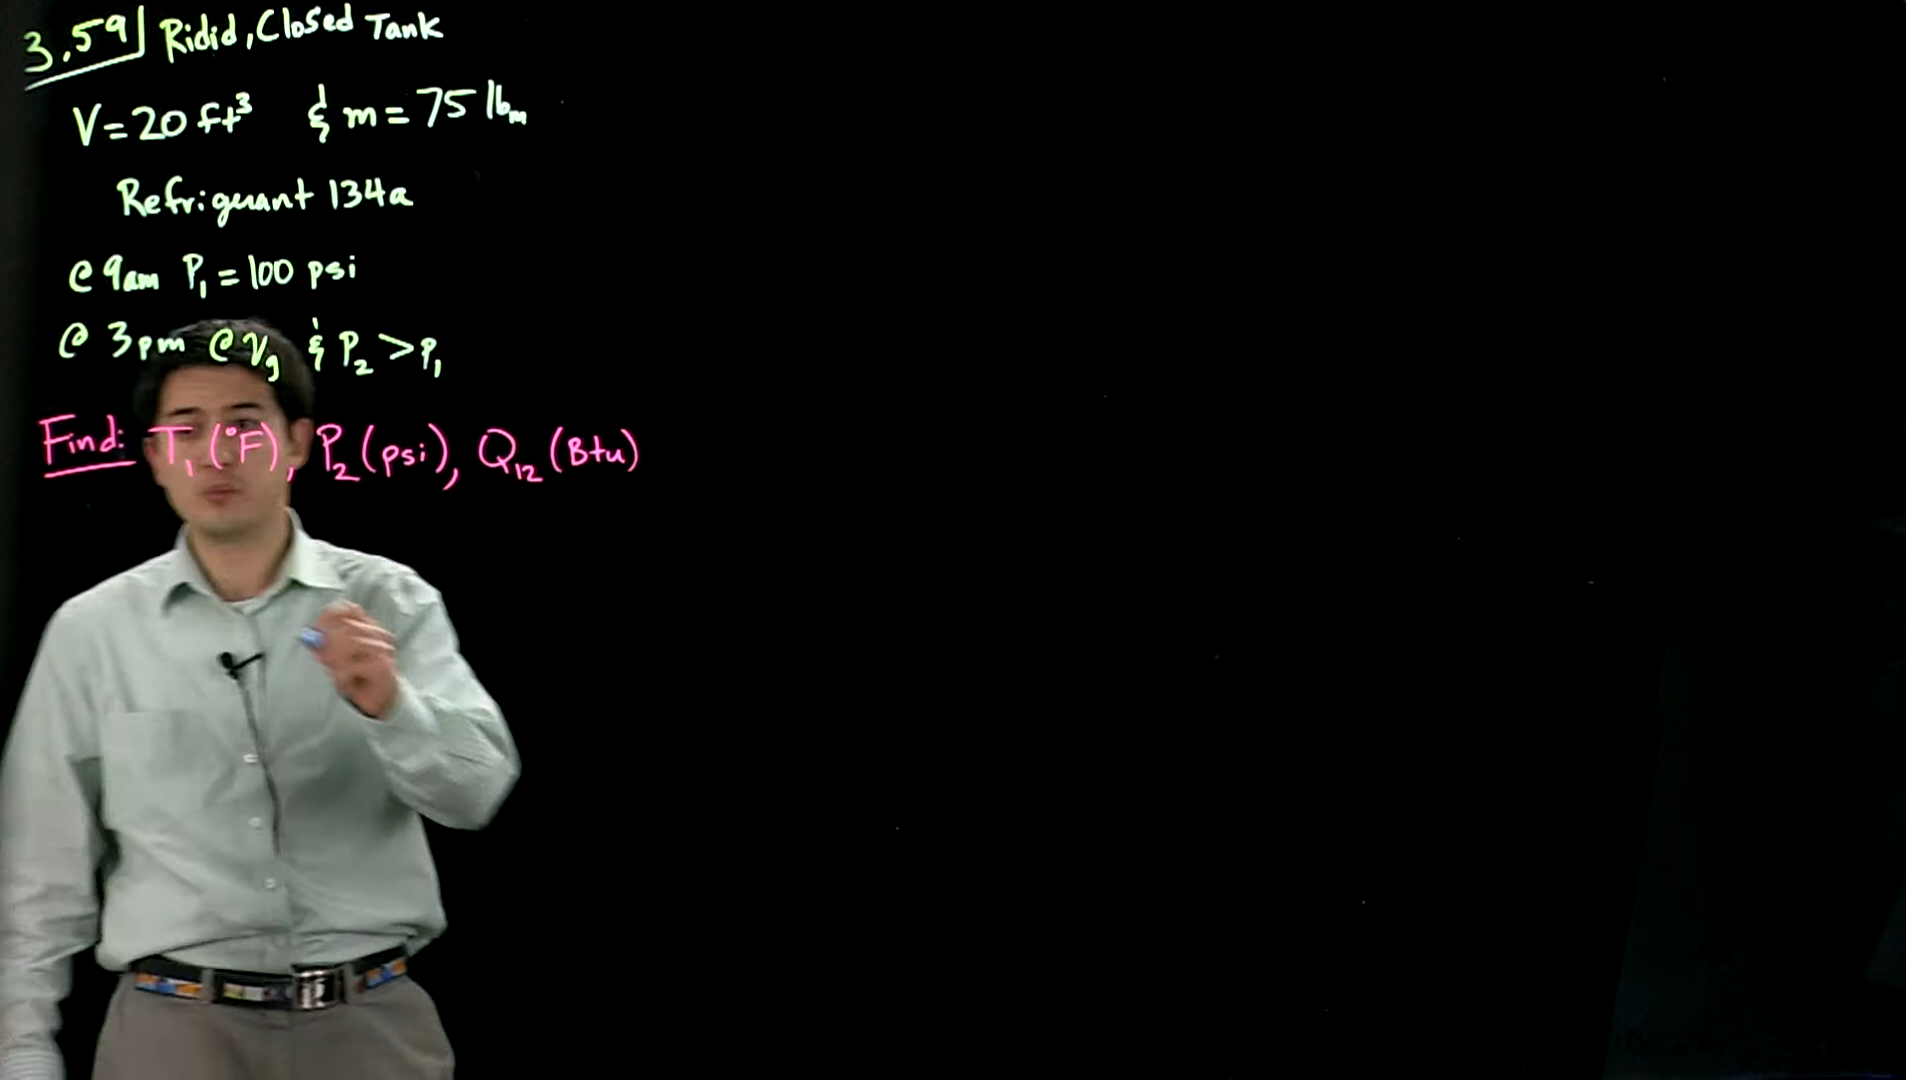 3.59 Ridid, Closed Tank
V=20 ft³ & m=75 lbm
Refrigerant 134a
@ 9am P₁=100 psi
@ 3pm @ Vg & P₂ > P₁
Find: T₁(°F), P₂(psi), Q₁₂(Btu)